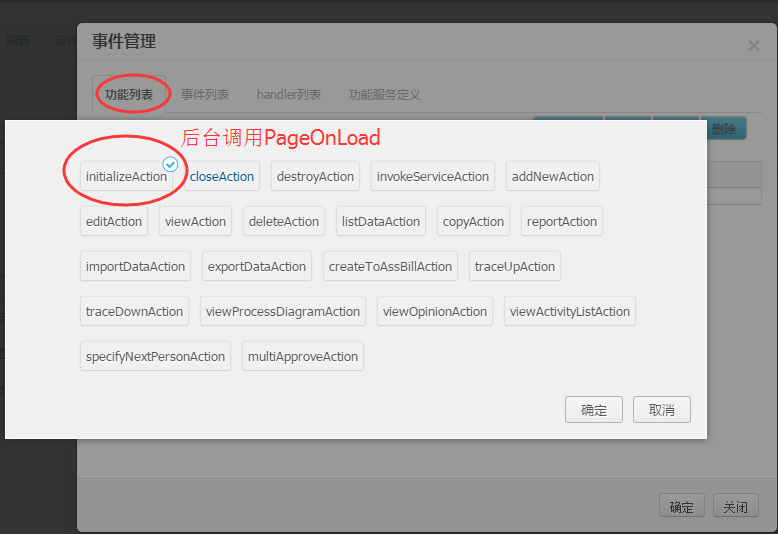 刷新
事件管理
功能列表 事件列表 handler列表 功能服务定义
删除
后台调用PageOnLoad
initializeAction closeAction destroyAction invokeServiceAction addNewAction
editAction viewAction deleteAction listDataAction copyAction reportAction
importDataAction exportDataAction createToAssBillAction traceUpAction
traceDownAction viewProcessDiagramAction viewOpinionAction viewActivityListAction
specifyNextPersonAction multiApproveAction
确定 取消
确定 关闭